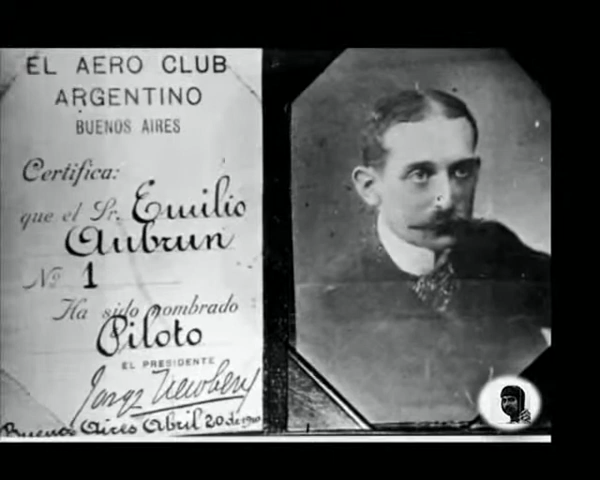 EL AERO CLUB
ARGENTINO
BUENOS AIRES
Certifica:
que el Sr. Emilio
Aubrun
Nº 1
Ha sido nombrado
Piloto
EL PRESIDENTE
Jorge Newbery
Buenos Aires Abril 20 de 1910